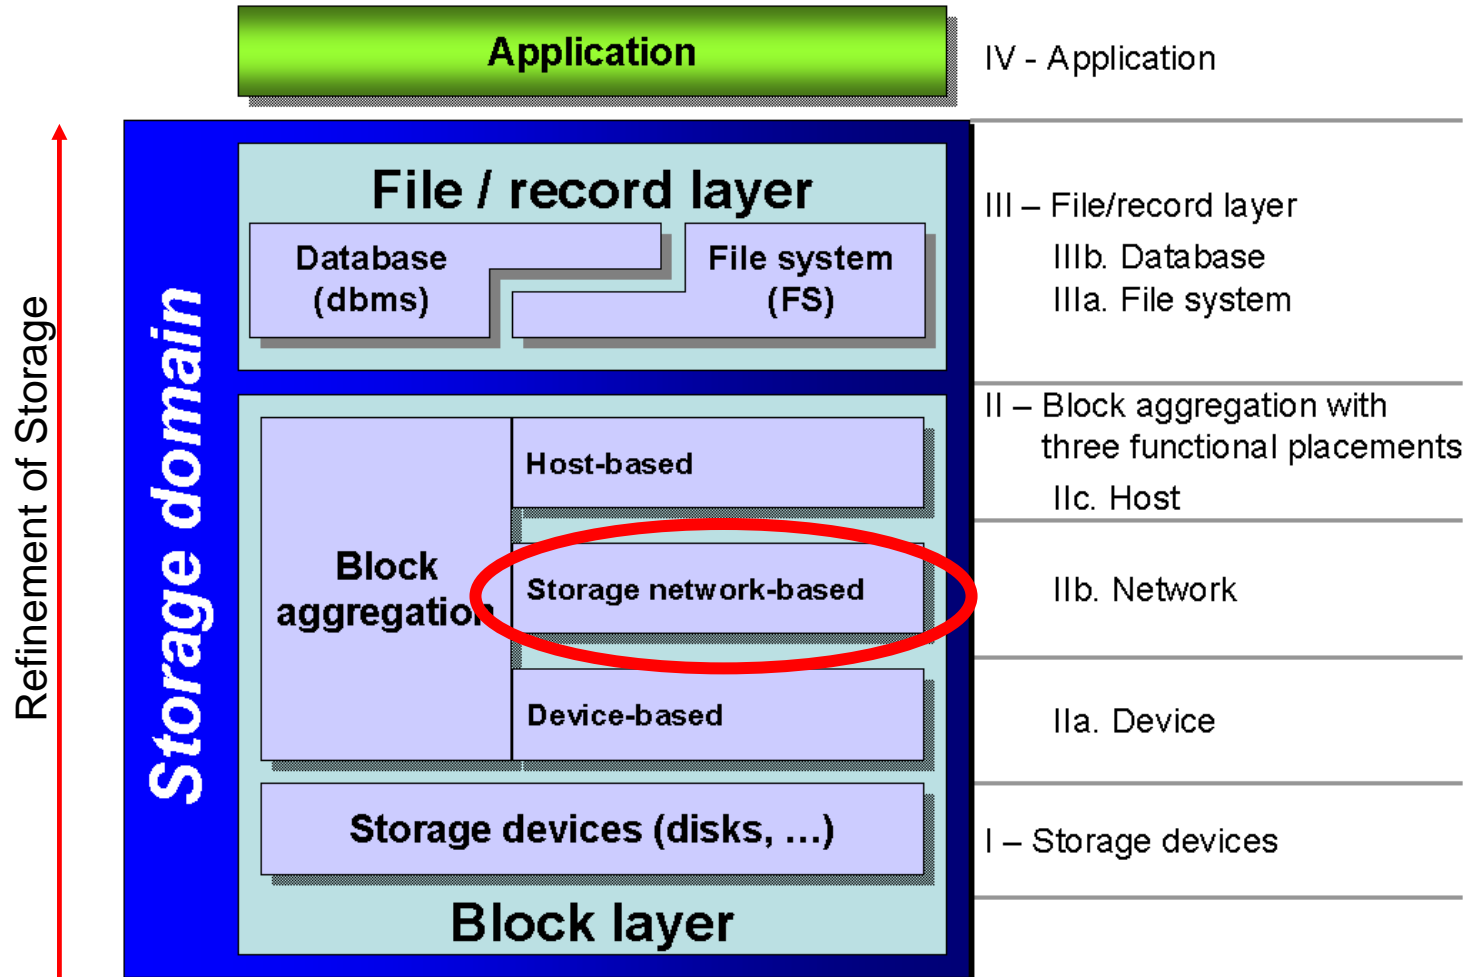 Application
IV - Application
Refinement of Storage
Storage domain
File / record layer
Database
(dbms)
File system
(FS)
III – File/record layer
IIIb. Database
IIIa. File system
Block
aggregation
Host-based
Storage network-based
Device-based
Storage devices (disks, ...)
Block layer
II – Block aggregation with
three functional placements
IIc. Host
IIb. Network
IIa. Device
I – Storage devices